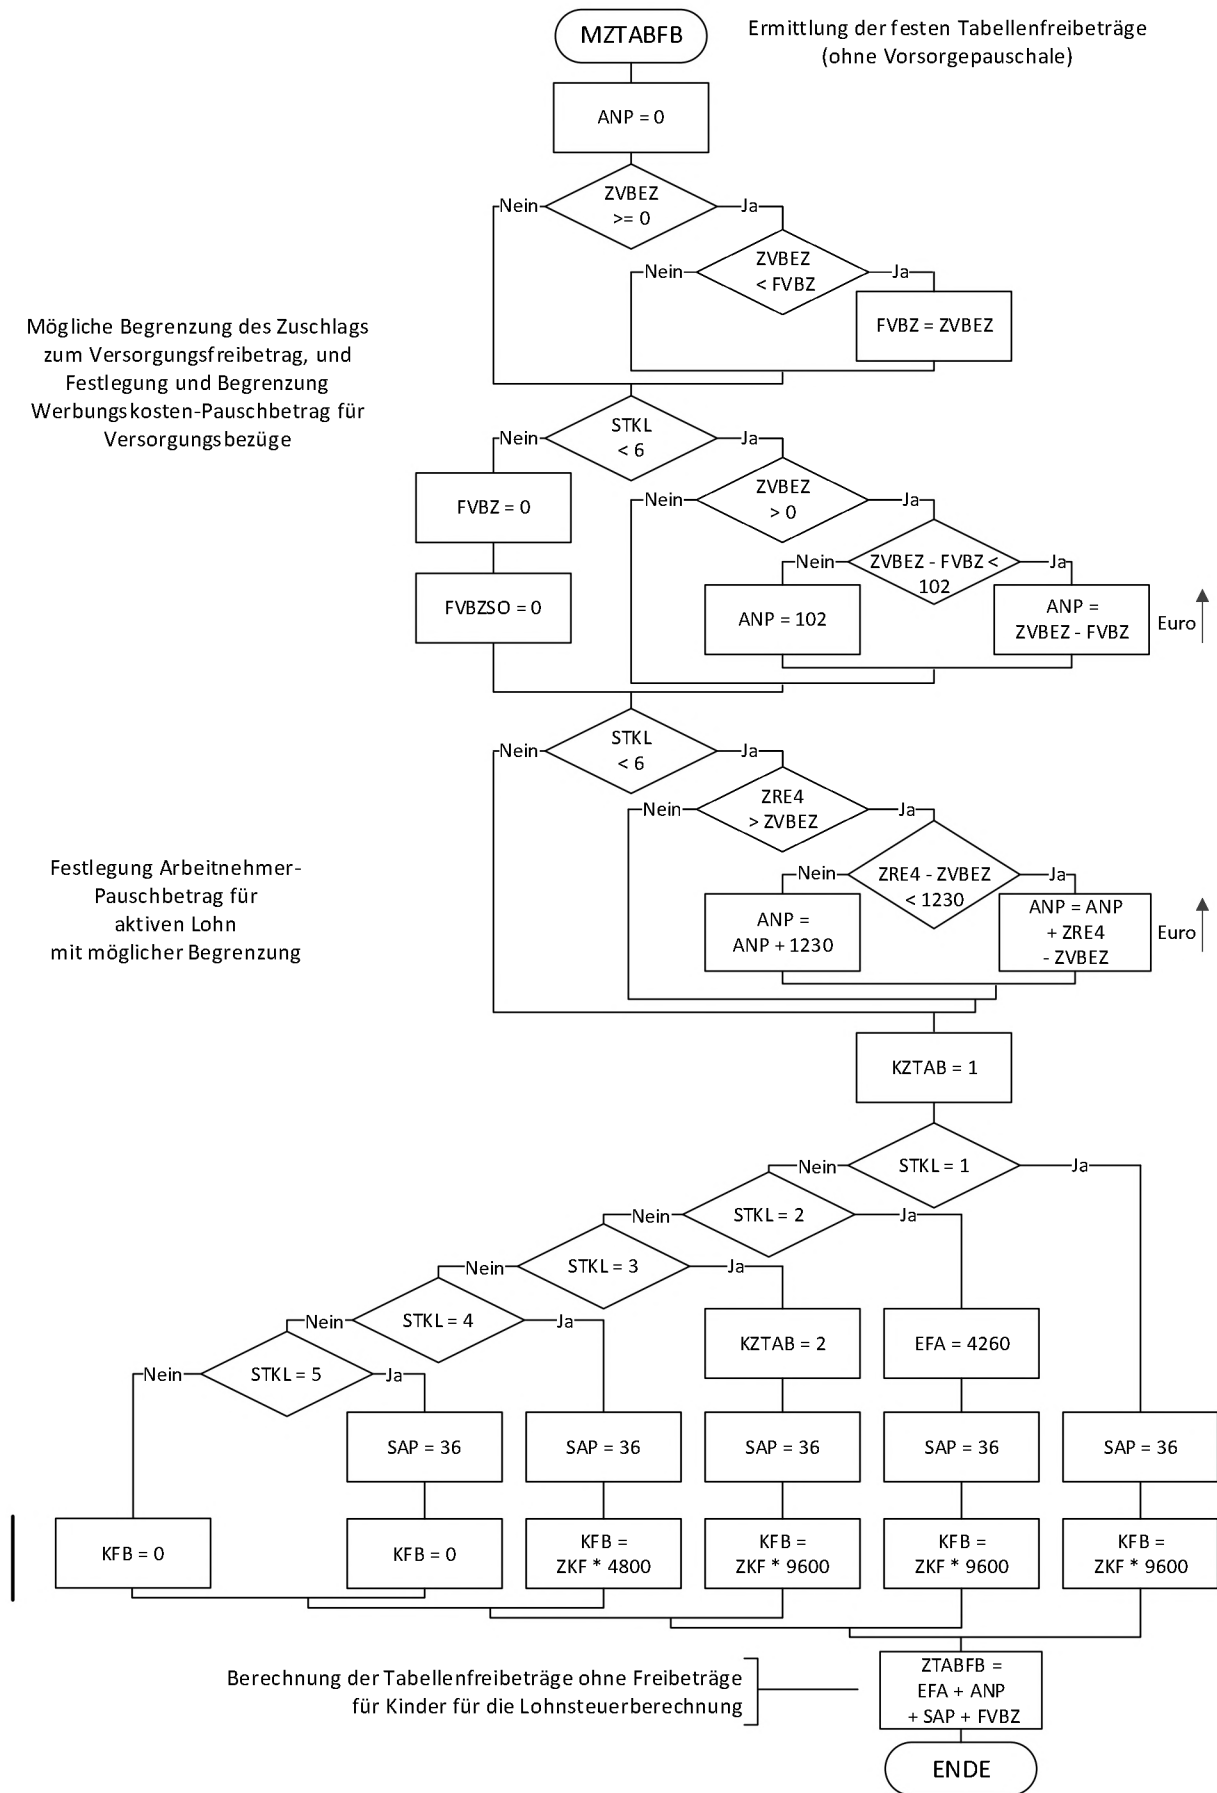 MZTABFB
Ermittlung der festen Tabellenfreibeträge
(ohne Vorsorgepauschale)
ANP = 0
ZVBEZ
>= 0
Nein
Ja
ZVBEZ
< FVBZ
Nein
Ja
FVBZ = ZVBEZ
Mögliche Begrenzung des Zuschlags
zum Versorgungsfreibetrag, und
Festlegung und Begrenzung
Werbungskosten-Pauschbetrag für
Versorgungsbezüge
STKL
< 6
Nein
Ja
FVBZ = 0
FVBZSO = 0
ZVBEZ
> 0
Nein
Ja
ZVBEZ - FVBZ <
102
Nein
Ja
ANP = 102
ANP =
ZVBEZ - FVBZ
Euro
STKL
< 6
Nein
Ja
ZRE4
> ZVBEZ
Nein
Ja
Festlegung Arbeitnehmer-
Pauschbetrag für
aktiven Lohn
mit möglicher Begrenzung
ZRE4 - ZVBEZ
< 1230
Nein
Ja
ANP =
ANP + 1230
ANP = ANP
+ ZRE4
- ZVBEZ
Euro
KZTAB = 1
STKL = 1
Nein
Ja
STKL = 2
Nein
Ja
STKL = 3
Nein
Ja
STKL = 4
Nein
Ja
STKL = 5
Nein
Ja
KZTAB = 2
EFA = 4260
SAP = 36
SAP = 36
SAP = 36
SAP = 36
SAP = 36
KFB = 0
KFB = 0
KFB =
ZKF * 4800
KFB =
ZKF * 9600
KFB =
ZKF * 9600
KFB =
ZKF * 9600
Berechnung der Tabellenfreibeträge ohne Freibeträge
für Kinder für die Lohnsteuerberechnung
ZTABFB =
EFA + ANP
+ SAP + FVBZ
ENDE